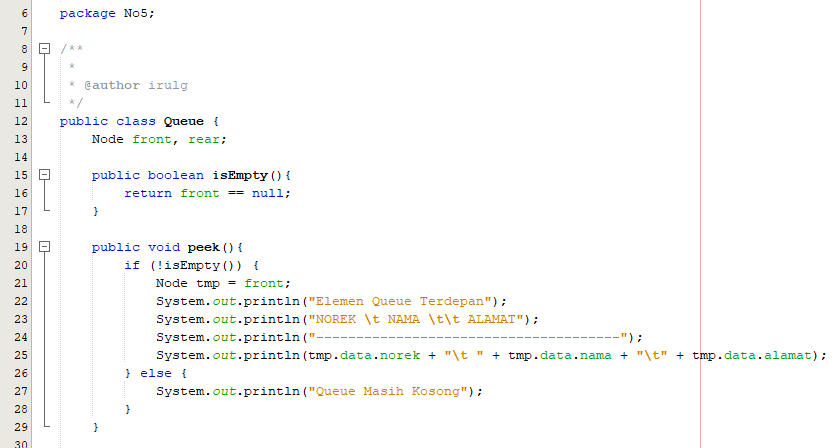 6 package No5;
7
8 /**
9 *
10 * @author irulg
11 */
12 public class Queue {
13 Node front, rear;
14
15 public boolean isEmpty(){
16 return front == null;
17 }
18
19 public void peek(){
20 if (!isEmpty()) {
21 Node tmp = front;
22 System.out.println("Elemen Queue Terdepan");
23 System.out.println("NOREK \t NAMA \t\t ALAMAT");
24 System.out.println("--------------------------------------");
25 System.out.println(tmp.data.norek + "\t " + tmp.data.nama + "\t" + tmp.data.alamat);
26 } else {
27 System.out.println("Queue Masih Kosong");
28 }
29 }
30